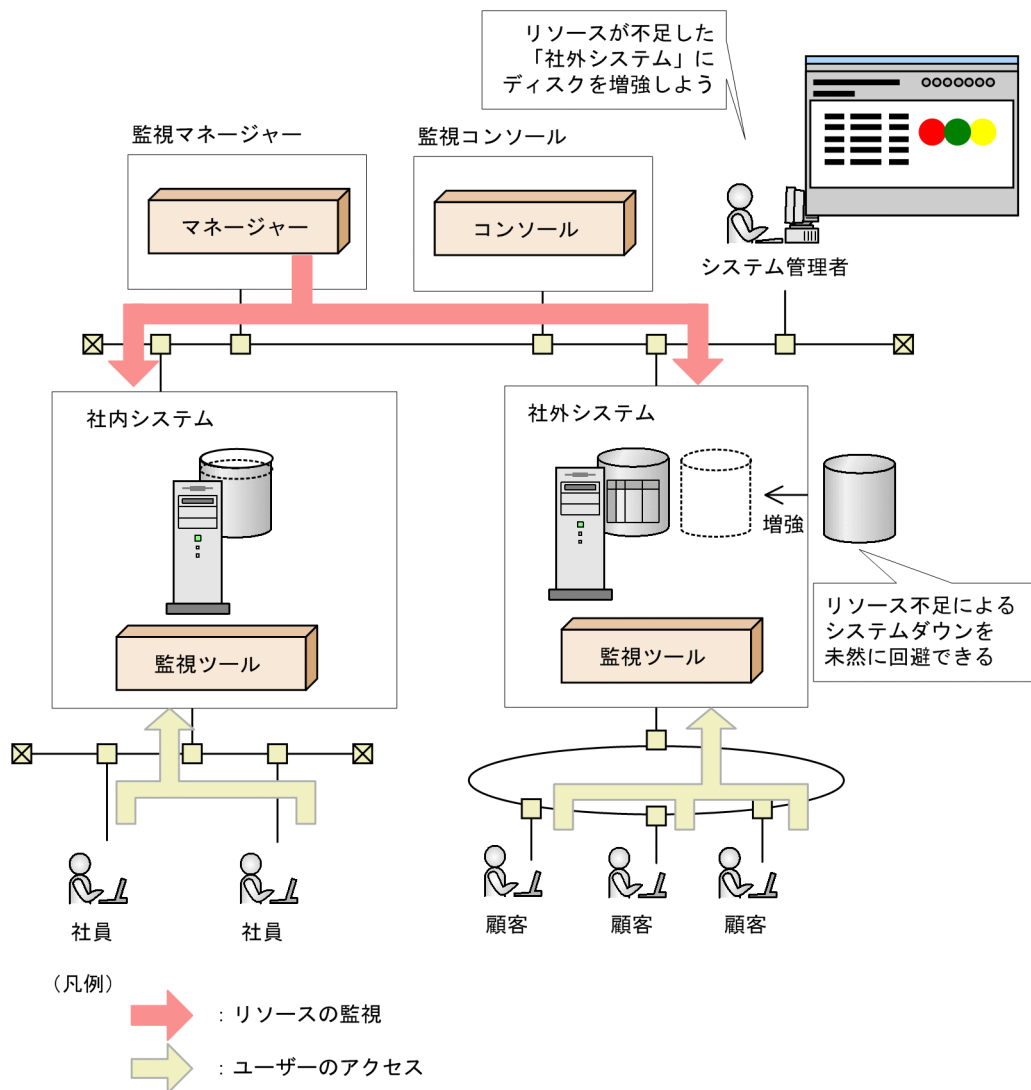 リソースが不足した
「社外システム」に
ディスクを増強しよう
監視マネージャー
監視コンソール
マネージャー
コンソール
システム管理者
社内システム
社外システム
増強
監視ツール
監視ツール
リソース不足による
システムダウンを
未然に回避できる
社員
社員
顧客
顧客
顧客
（凡例）
：リソースの監視
：ユーザーのアクセス